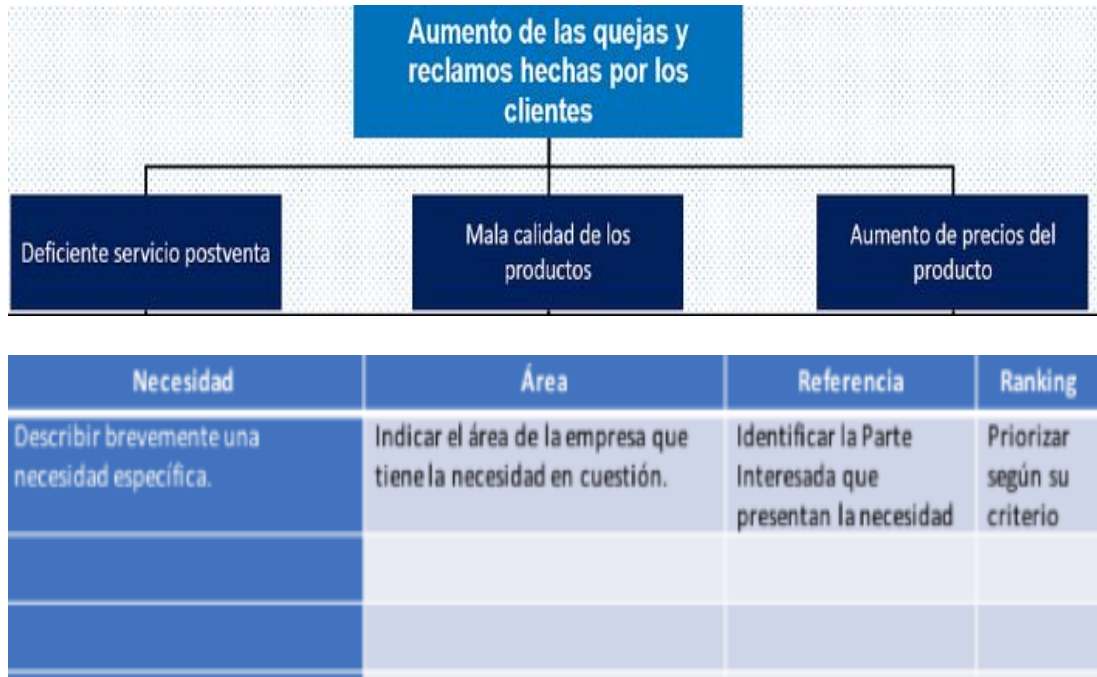 Aumento de las quejas y
reclamos hechas por los
clientes
Deficiente servicio postventa
Mala calidad de los
productos
Aumento de precios del
producto
Necesidad
Área
Referencia
Ranking
Describir brevemente una
necesidad específica.
Indicar el área de la empresa que
tiene la necesidad en cuestión.
Identificar la Parte
Interesada que
presentan la necesidad
Priorizar
según su
criterio